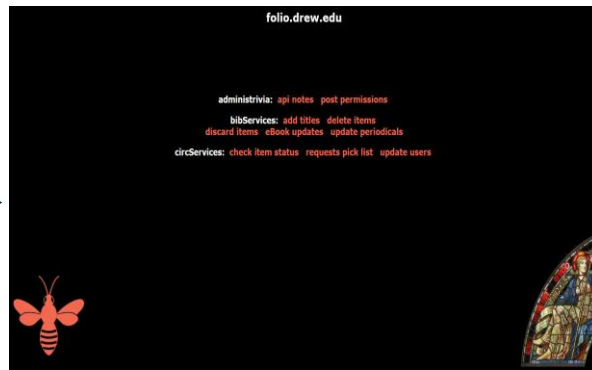 folio.drew.edu
administrivia: api notes post permissions
bibServices: add titles delete items
discard items eBook updates update periodicals
circServices: check item status requests pick list update users